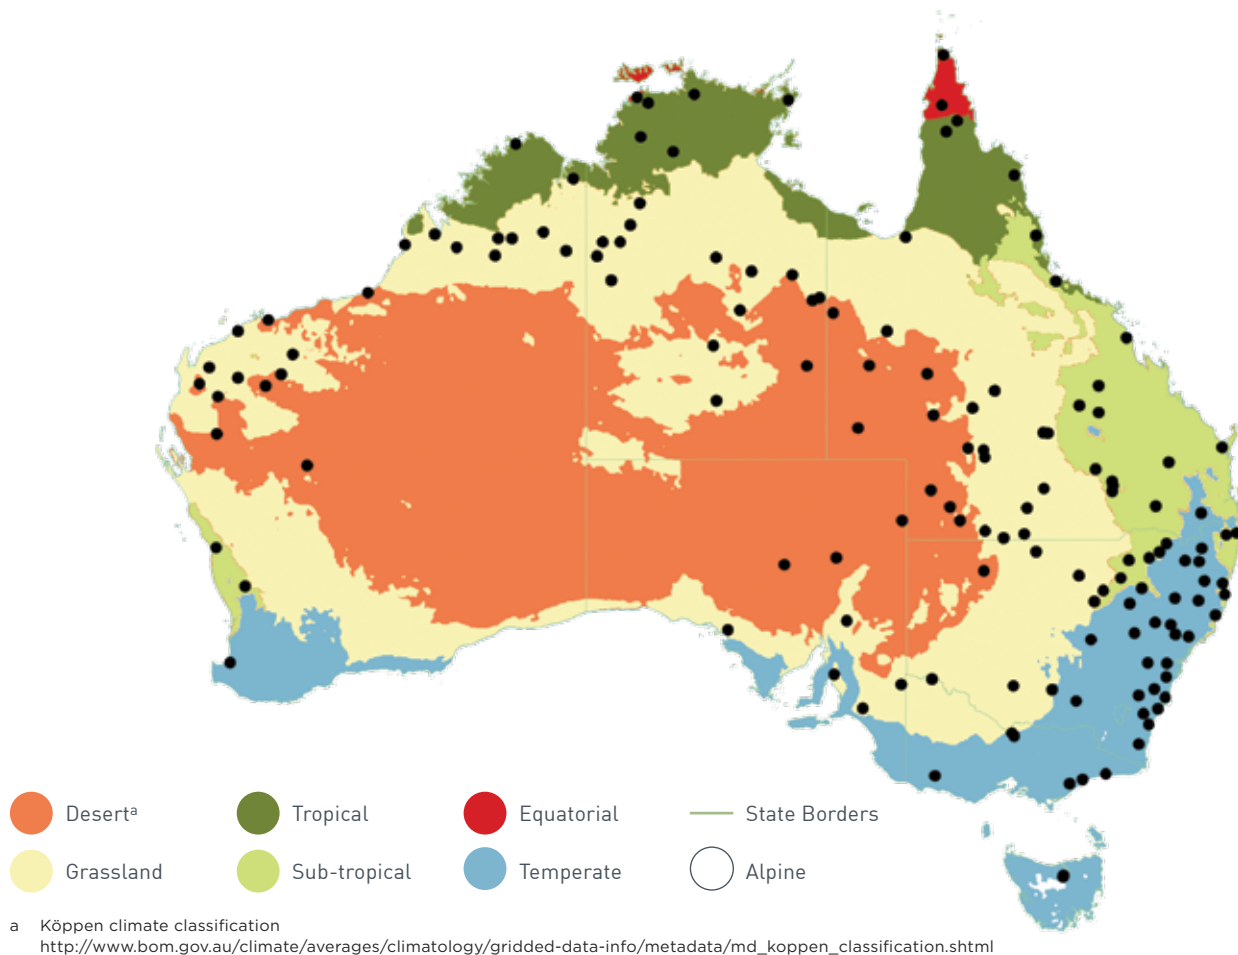 Desertᵃ
Tropical
Equatorial
State Borders
Grassland
Sub-tropical
Temperate
Alpine
a Köppen climate classification
http://www.bom.gov.au/climate/averages/climatology/gridded-data-info/metadata/md_koppen_classification.shtml